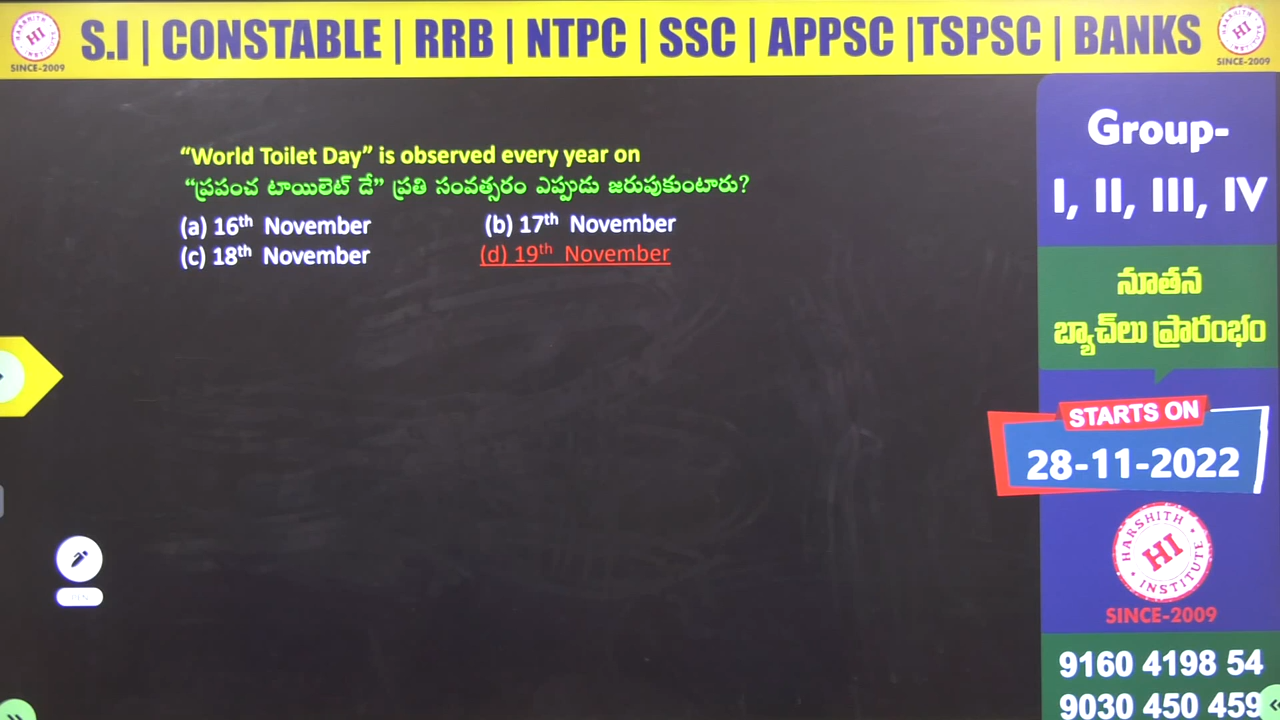 S.I | CONSTABLE | RRB | NTPC | SSC | APPSC |TSPSC | BANKS
HI
SINCE-2009
HI
SINCE-2009
“World Toilet Day” is observed every year on
“ప్రపంచ టాయిలెట్ డే” ప్రతి సంవత్సరం ఎప్పుడు జరుపుకుంటారు?
(a) 16th November (b) 17th November
(c) 18th November (d) 19th November
Group-
I, II, III, IV
నూతన
బ్యాచ్‌లు ప్రారంభం
STARTS ON
28-11-2022
HARSHITH
HI
INSTITUTE
SINCE-2009
9160 4198 54
9030 450 459